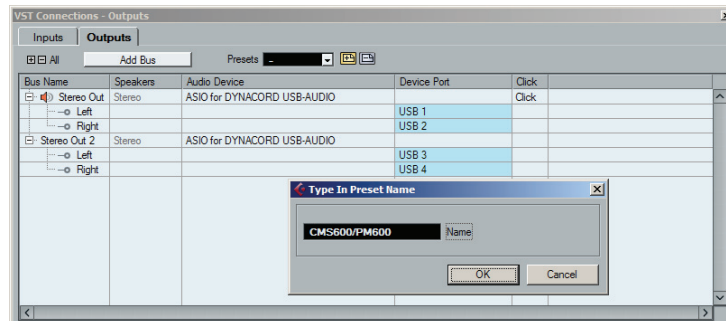 VST Connections - Outputs
Inputs Outputs
All Add Bus Presets -
Bus Name Speakers Audio Device Device Port Click
Stereo Out Stereo ASIO for DYNACORD USB-AUDIO Click
Left USB 1
Right USB 2
Stereo Out 2 Stereo ASIO for DYNACORD USB-AUDIO
Left USB 3
Right USB 4
Type In Preset Name
CMS600/PM600 Name
OK Cancel